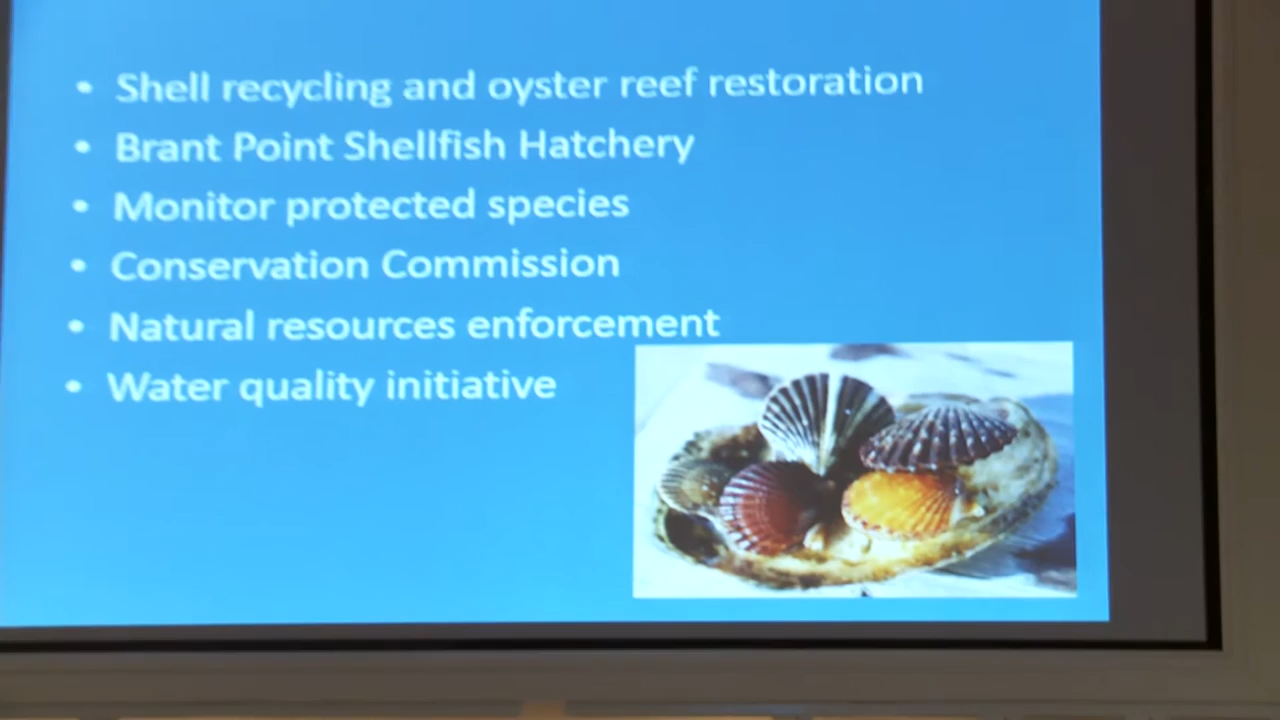 • Shell recycling and oyster reef restoration
• Brant Point Shellfish Hatchery
• Monitor protected species
• Conservation Commission
• Natural resources enforcement
• Water quality initiative